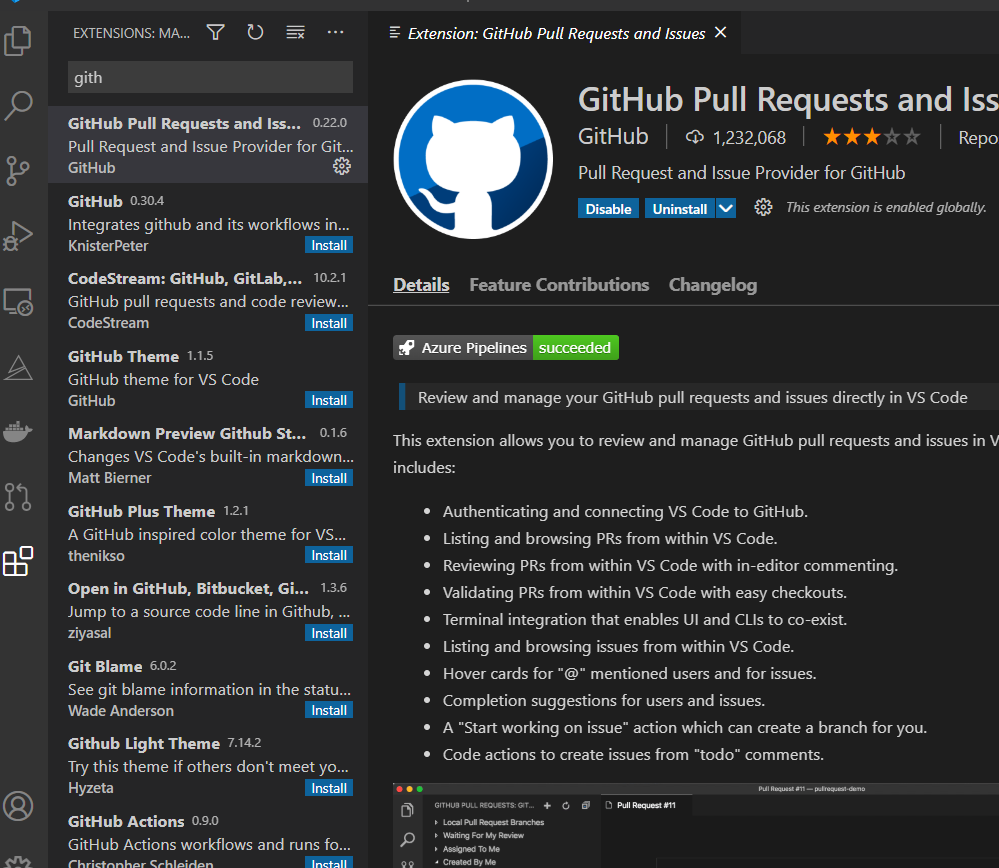 EXTENSIONS: MA...
gith
GitHub Pull Requests and Iss... 0.22.0
Pull Request and Issue Provider for Git...
GitHub
GitHub 0.30.4
Integrates github and its workflows in...
KnisterPeter Install
CodeStream: GitHub, GitLab,... 10.2.1
GitHub pull requests and code review...
CodeStream Install
GitHub Theme 1.1.5
GitHub theme for VS Code
GitHub Install
Markdown Preview Github St... 0.1.6
Changes VS Code's built-in markdown...
Matt Bierner Install
GitHub Plus Theme 1.2.1
A GitHub inspired color theme for VS...
thenikso Install
Open in GitHub, Bitbucket, Gi... 1.3.6
Jump to a source code line in Github, ...
ziyasal Install
Git Blame 6.0.2
See git blame information in the statu...
Wade Anderson Install
Github Light Theme 7.14.2
Try this theme if others don't meet yo...
Hyzeta Install
GitHub Actions 0.9.0
GitHub Actions workflows and runs fo...
Christopher Schleiden Install
Extension: GitHub Pull Requests and Issues
GitHub Pull Requests and Iss
GitHub 1,232,068 Repo
Pull Request and Issue Provider for GitHub
Disable Uninstall This extension is enabled globally.
Details Feature Contributions Changelog
Azure Pipelines succeeded
Review and manage your GitHub pull requests and issues directly in VS Code
This extension allows you to review and manage GitHub pull requests and issues in V
includes:
• Authenticating and connecting VS Code to GitHub.
• Listing and browsing PRs from within VS Code.
• Reviewing PRs from within VS Code with in-editor commenting.
• Validating PRs from within VS Code with easy checkouts.
• Terminal integration that enables UI and CLIs to co-exist.
• Listing and browsing issues from within VS Code.
• Hover cards for "@" mentioned users and for issues.
• Completion suggestions for users and issues.
• A "Start working on issue" action which can create a branch for you.
• Code actions to create issues from "todo" comments.
Pull Request #11 — pullrequest-demo
GITHUB PULL REQUESTS: GIT...
Pull Request #11
Local Pull Request Branches
Waiting For My Review
Assigned To Me
Created By Me